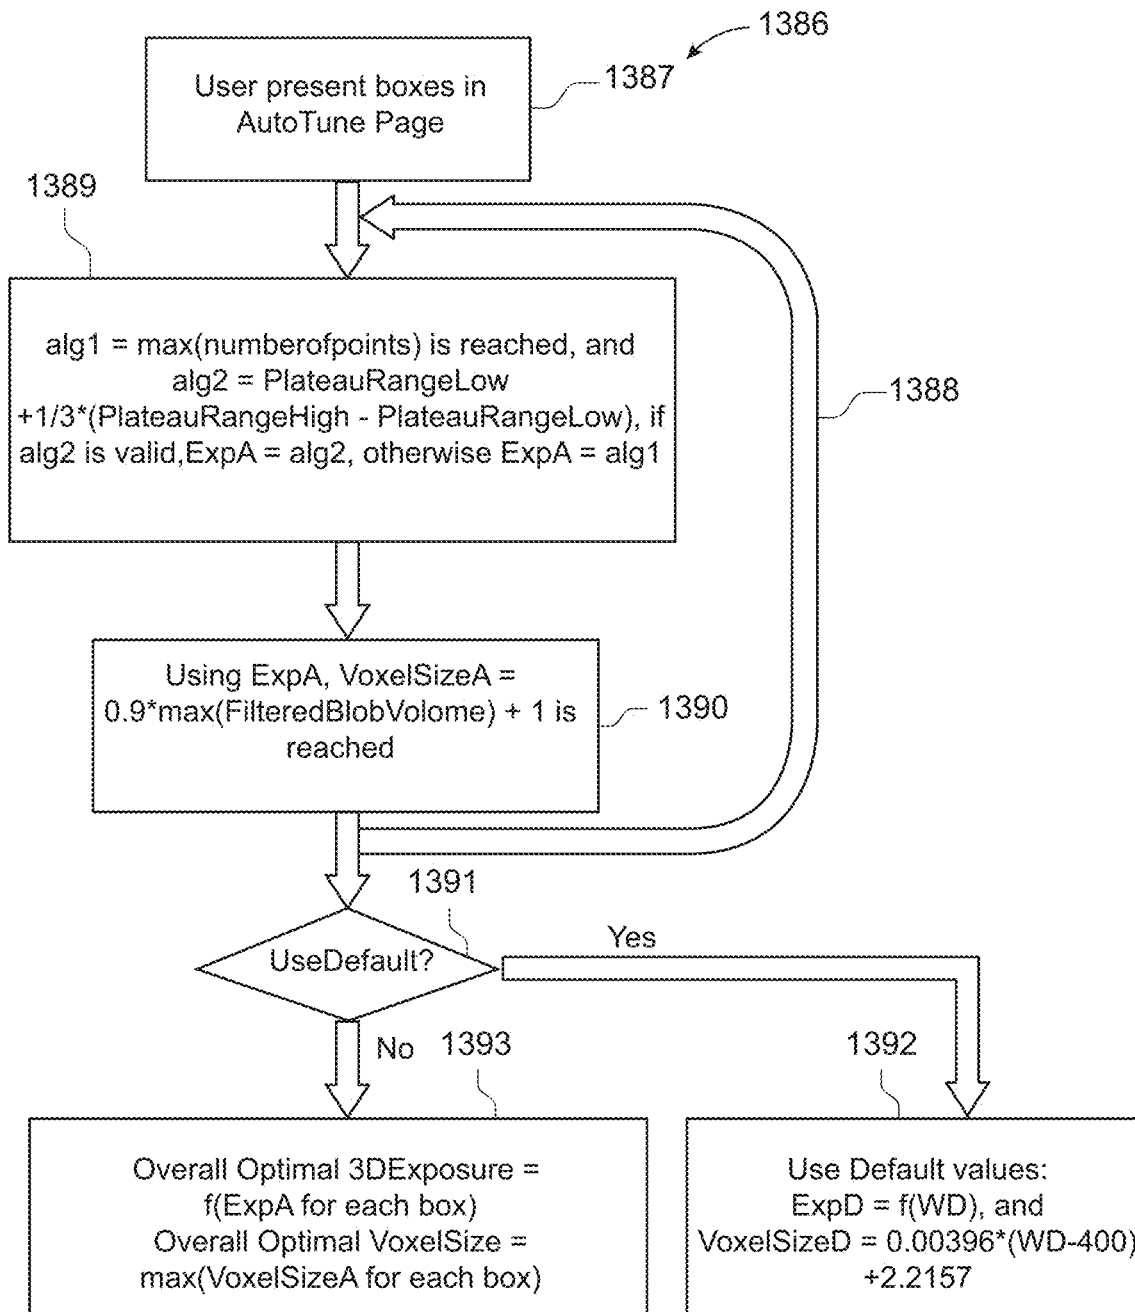 1386
User present boxes in
AutoTune Page
1387
1389
alg1 = max(numberofpoints) is reached, and
alg2 = PlateauRangeLow
+1/3*(PlateauRangeHigh - PlateauRangeLow), if
alg2 is valid,ExpA = alg2, otherwise ExpA = alg1
1388
Using ExpA, VoxelSizeA =
0.9*max(FilteredBlobVolome) + 1 is
reached
1390
1391
UseDefault?
Yes
No
1393
1392
Overall Optimal 3DExposure =
f(ExpA for each box)
Overall Optimal VoxelSize =
max(VoxelSizeA for each box)
Use Default values:
ExpD = f(WD), and
VoxelSizeD = 0.00396*(WD-400)
+2.2157